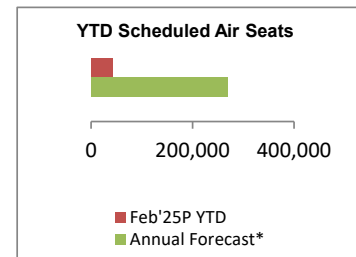 YTD Scheduled Air Seats
0 200,000 400,000
Feb'25P YTD
Annual Forecast*